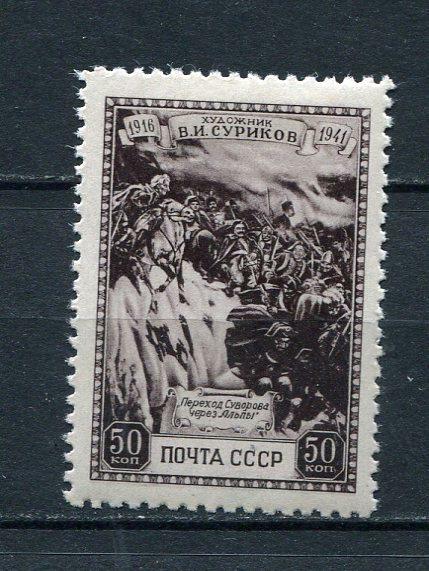 ХУДОЖНИК
1916 В.И.СУРИКОВ 1941
Переход Суворова
через "Альпы"
50 КОП ПОЧТА СССР 50 КОП